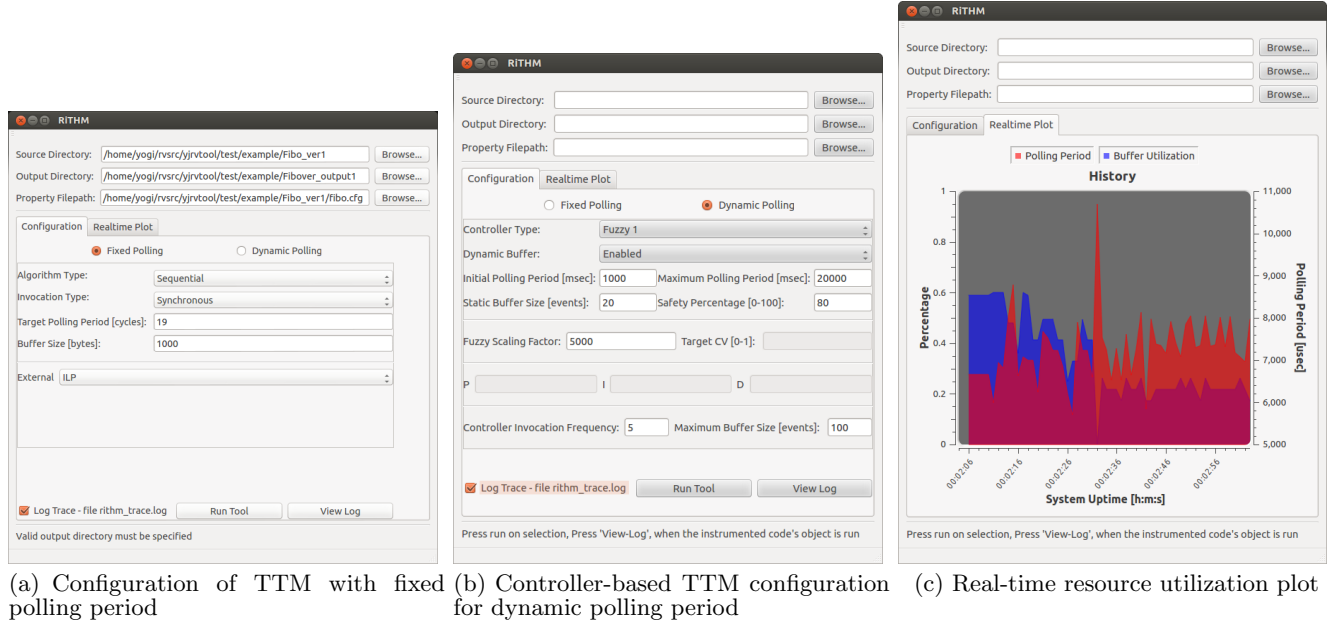 RiTHM
Source Directory: /home/yogi/rvsrc/yjrvtool/test/example/Fibo_ver1 Browse...
Output Directory: /home/yogi/rvsrc/yjrvtool/test/example/Fibover_output1 Browse...
Property Filepath: /home/yogi/rvsrc/yjrvtool/test/example/Fibo_ver1/fibo.cfg Browse...
Configuration Realtime Plot
Fixed Polling Dynamic Polling
Algorithm Type: Sequential
Invocation Type: Synchronous
Target Polling Period [cycles]: 19
Buffer Size [bytes]: 1000
External ILP
Log Trace - file rithm_trace.log Run Tool View Log
Valid output directory must be specified
(a) Configuration of TTM with fixed
polling period
RiTHM
Source Directory: Browse...
Output Directory: Browse...
Property Filepath: Browse...
Configuration Realtime Plot
Fixed Polling Dynamic Polling
Controller Type: Fuzzy 1
Dynamic Buffer: Enabled
Initial Polling Period [msec]: 1000 Maximum Polling Period [msec]: 20000
Static Buffer Size [events]: 20 Safety Percentage [0-100]: 80
Fuzzy Scaling Factor: 5000 Target CV [0-1]:
P I D
Controller Invocation Frequency: 5 Maximum Buffer Size [events]: 100
Log Trace - file rithm_trace.log Run Tool View Log
Press run on selection, Press 'View-Log', when the instrumented code's object is run
(b) Controller-based TTM configuration
for dynamic polling period
RiTHM
Source Directory: Browse...
Output Directory: Browse...
Property Filepath: Browse...
Configuration Realtime Plot
Polling Period Buffer Utilization
History
1 11,000
10,000
0.8
9,000
0.6
8,000
0.4
7,000
0.2 6,000
0 5,000
Percentage
Polling Period [usec]
00:02:06 00:02:16 00:02:26 00:02:36 00:02:46 00:02:56
System Uptime [h:m:s]
Press run on selection, Press 'View-Log', when the instrumented code's object is run
(c) Real-time resource utilization plot